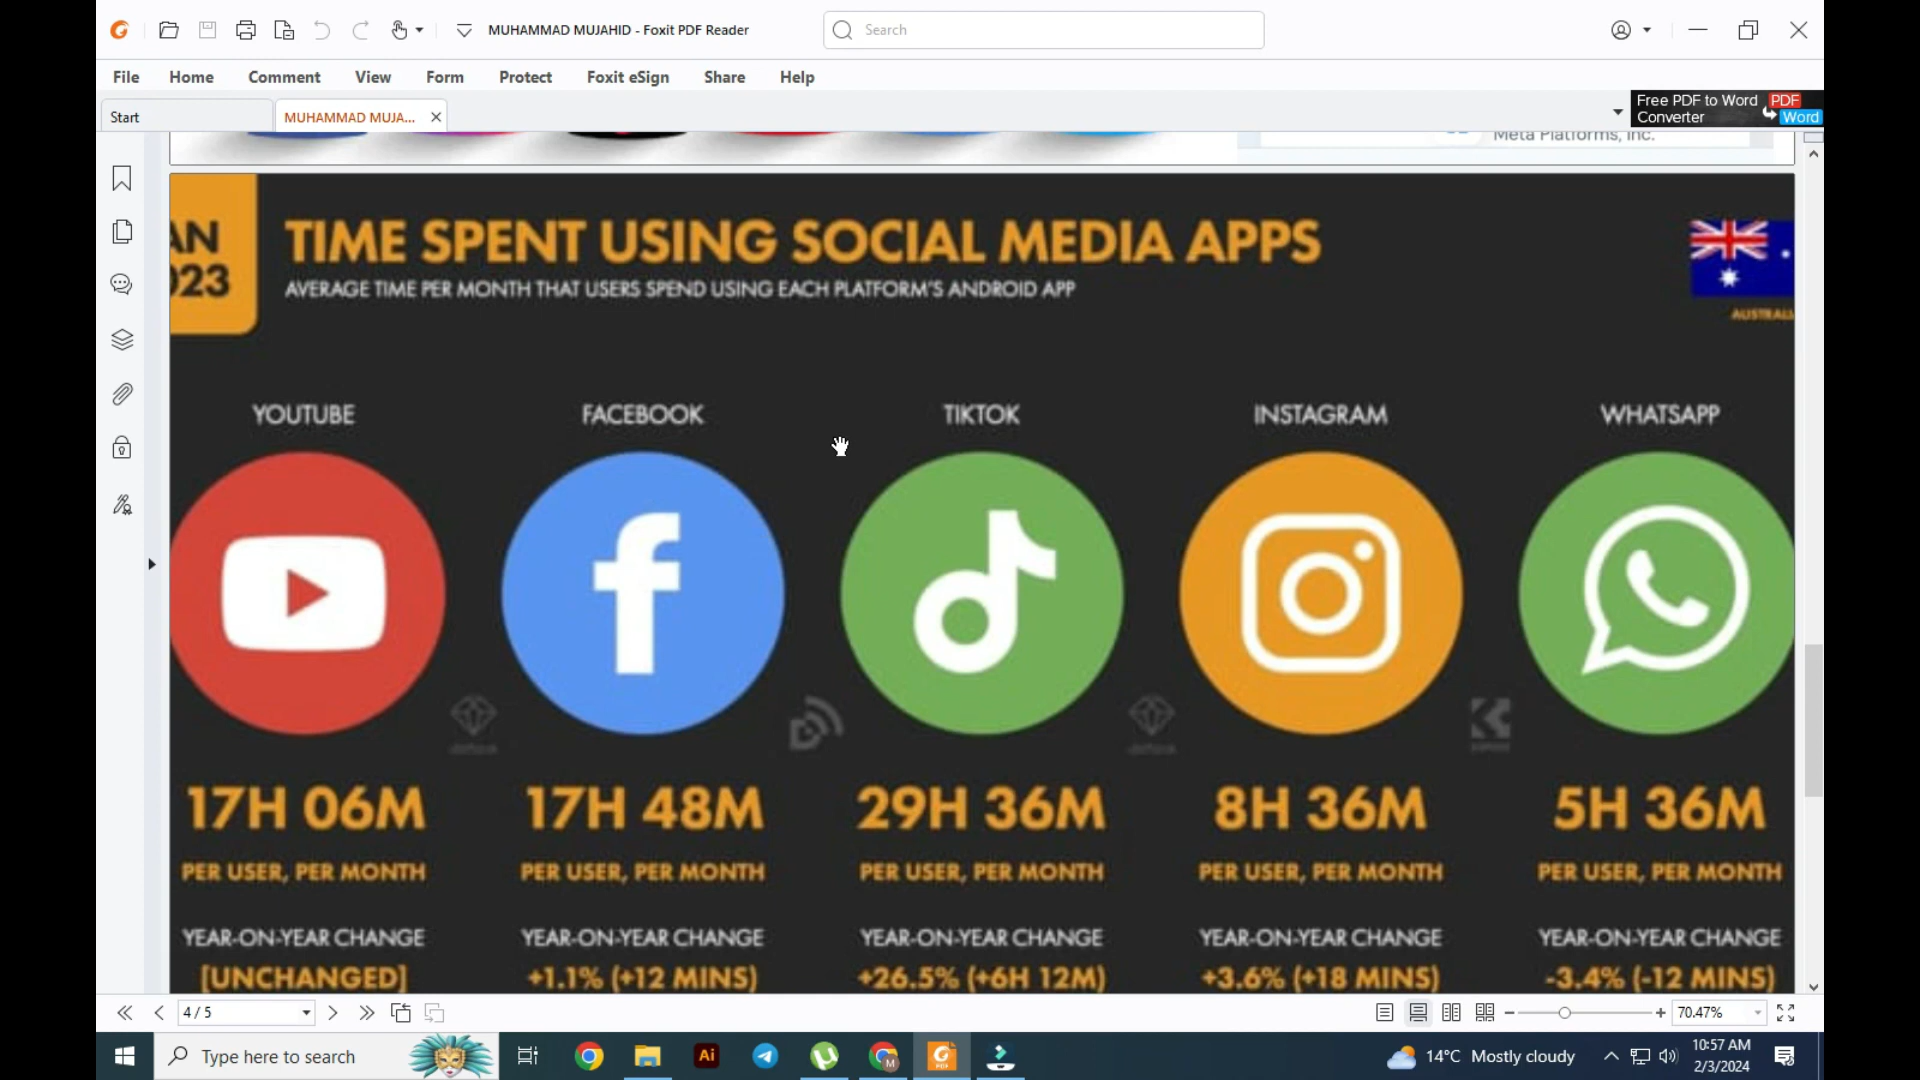 MUHAMMAD MUJAHID - Foxit PDF Reader
Search
File Home Comment View Form Protect Foxit eSign Share Help
Start
MUHAMMAD MUJA...
Free PDF to Word
Converter
PDF
Word
Meta Platforms, Inc.
AN
023
TIME SPENT USING SOCIAL MEDIA APPS
AVERAGE TIME PER MONTH THAT USERS SPEND USING EACH PLATFORM'S ANDROID APP
AUSTRALI
YOUTUBE FACEBOOK TIKTOK INSTAGRAM WHATSAPP
17H 06M 17H 48M 29H 36M 8H 36M 5H 36M
PER USER, PER MONTH PER USER, PER MONTH PER USER, PER MONTH PER USER, PER MONTH PER USER, PER MONTH
YEAR-ON-YEAR CHANGE YEAR-ON-YEAR CHANGE YEAR-ON-YEAR CHANGE YEAR-ON-YEAR CHANGE YEAR-ON-YEAR CHANGE
[UNCHANGED] +1.1% (+12 MINS) +26.5% (+6H 12M) +3.6% (+18 MINS) -3.4% (-12 MINS)
4 / 5
70.47%
Type here to search
Ai
M
PDF
14°C Mostly cloudy
10:57 AM
2/3/2024